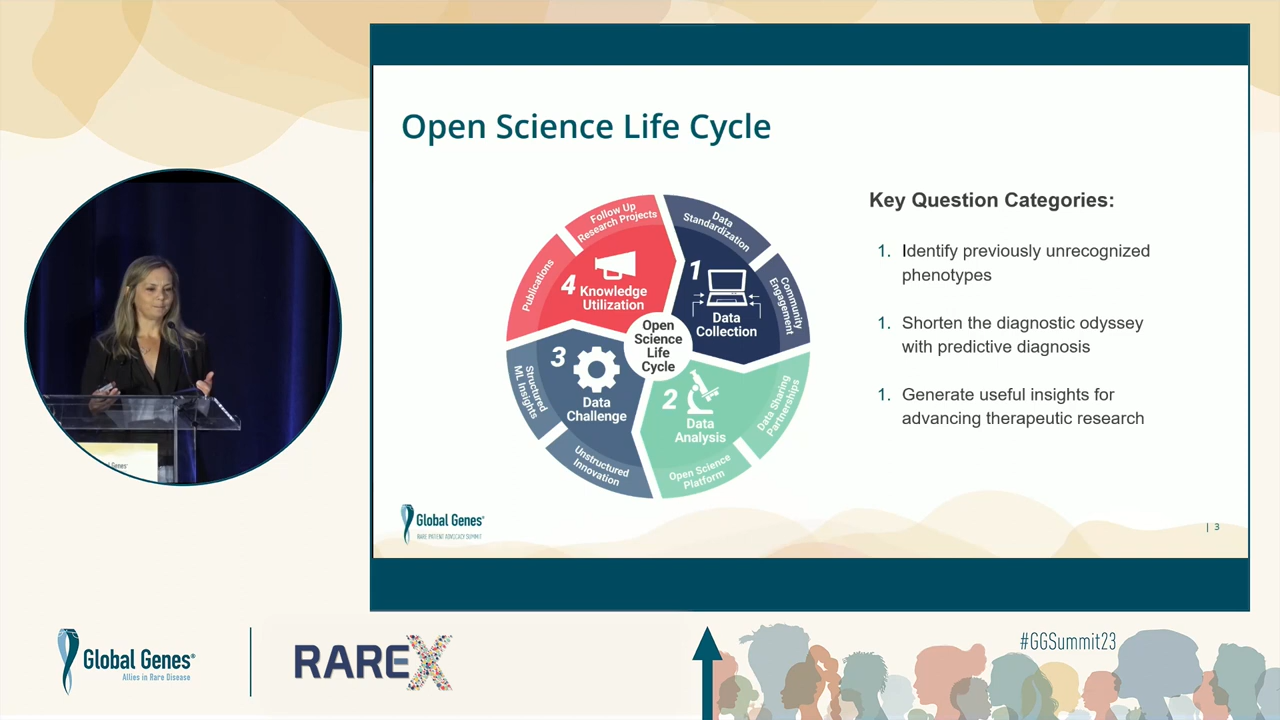 Open Science Life Cycle
Follow Up
Research Projects
Data
Standardization
Publications
4 Knowledge
Utilization
1
Data
Collection
Community
Engagement
Open
Science
Life
Cycle
3
Data
Challenge
Structured
ML Insights
2
Data
Analysis
Data Sharing
Partnerships
Unstructured
Innovation
Open Science
Platform
Key Question Categories:
1. Identify previously unrecognized
phenotypes
1. Shorten the diagnostic odyssey
with predictive diagnosis
1. Generate useful insights for
advancing therapeutic research
Global Genes®
RARE PATIENT ADVOCACY SUMMIT
| 3
Global Genes®
Global Genes®
Allies in Rare Disease
RAREX
#GGSummit23